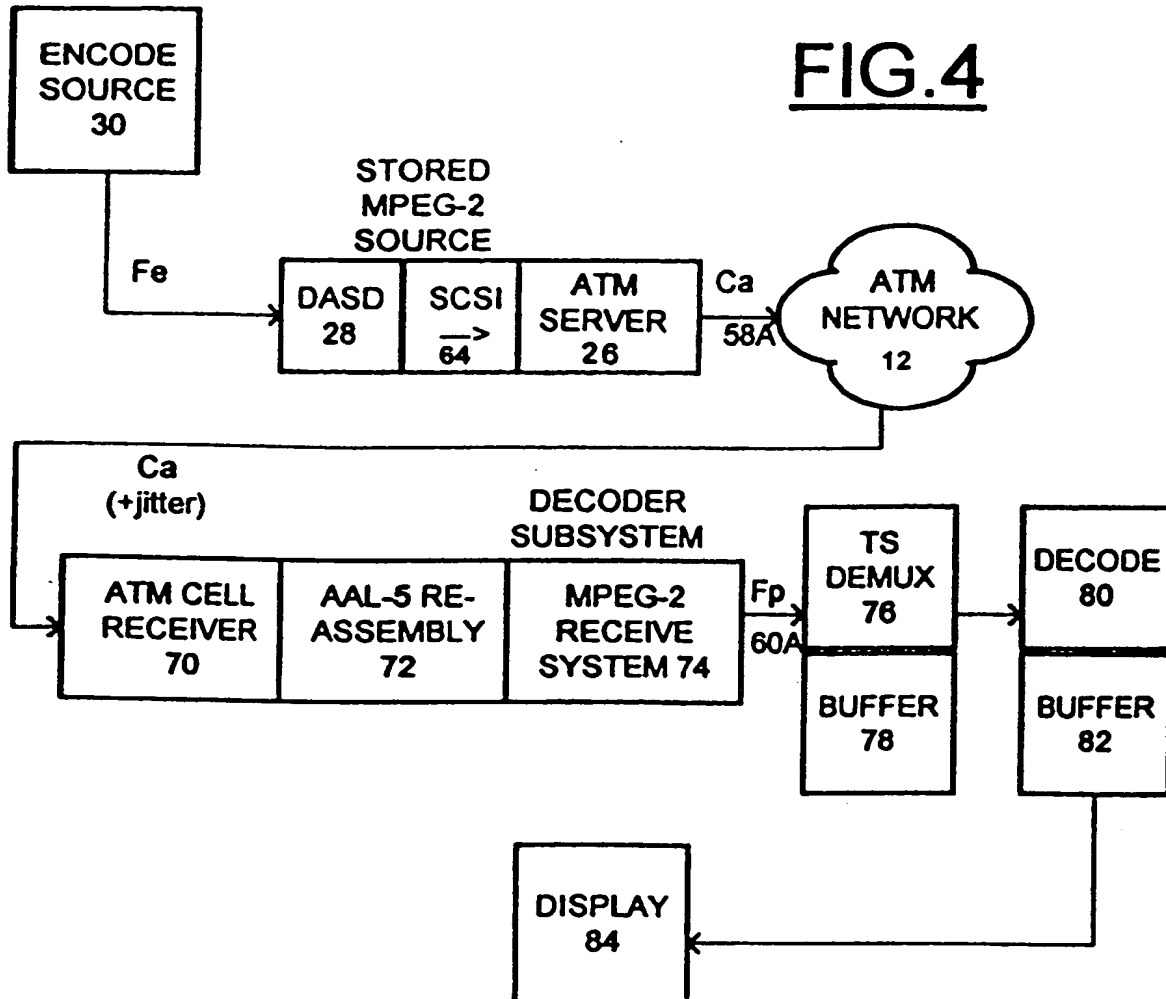 FIG.4
ENCODE
SOURCE
30
Fe
STORED
MPEG-2
SOURCE
DASD
28
SCSI
64
ATM
SERVER
26
Ca
58A
ATM
NETWORK
12
Ca
(+jitter)
DECODER
SUBSYSTEM
ATM CELL
RECEIVER
70
AAL-5 RE-
ASSEMBLY
72
MPEG-2
RECEIVE
SYSTEM 74
Fp
60A
TS
DEMUX
76
BUFFER
78
DECODE
80
BUFFER
82
DISPLAY
84